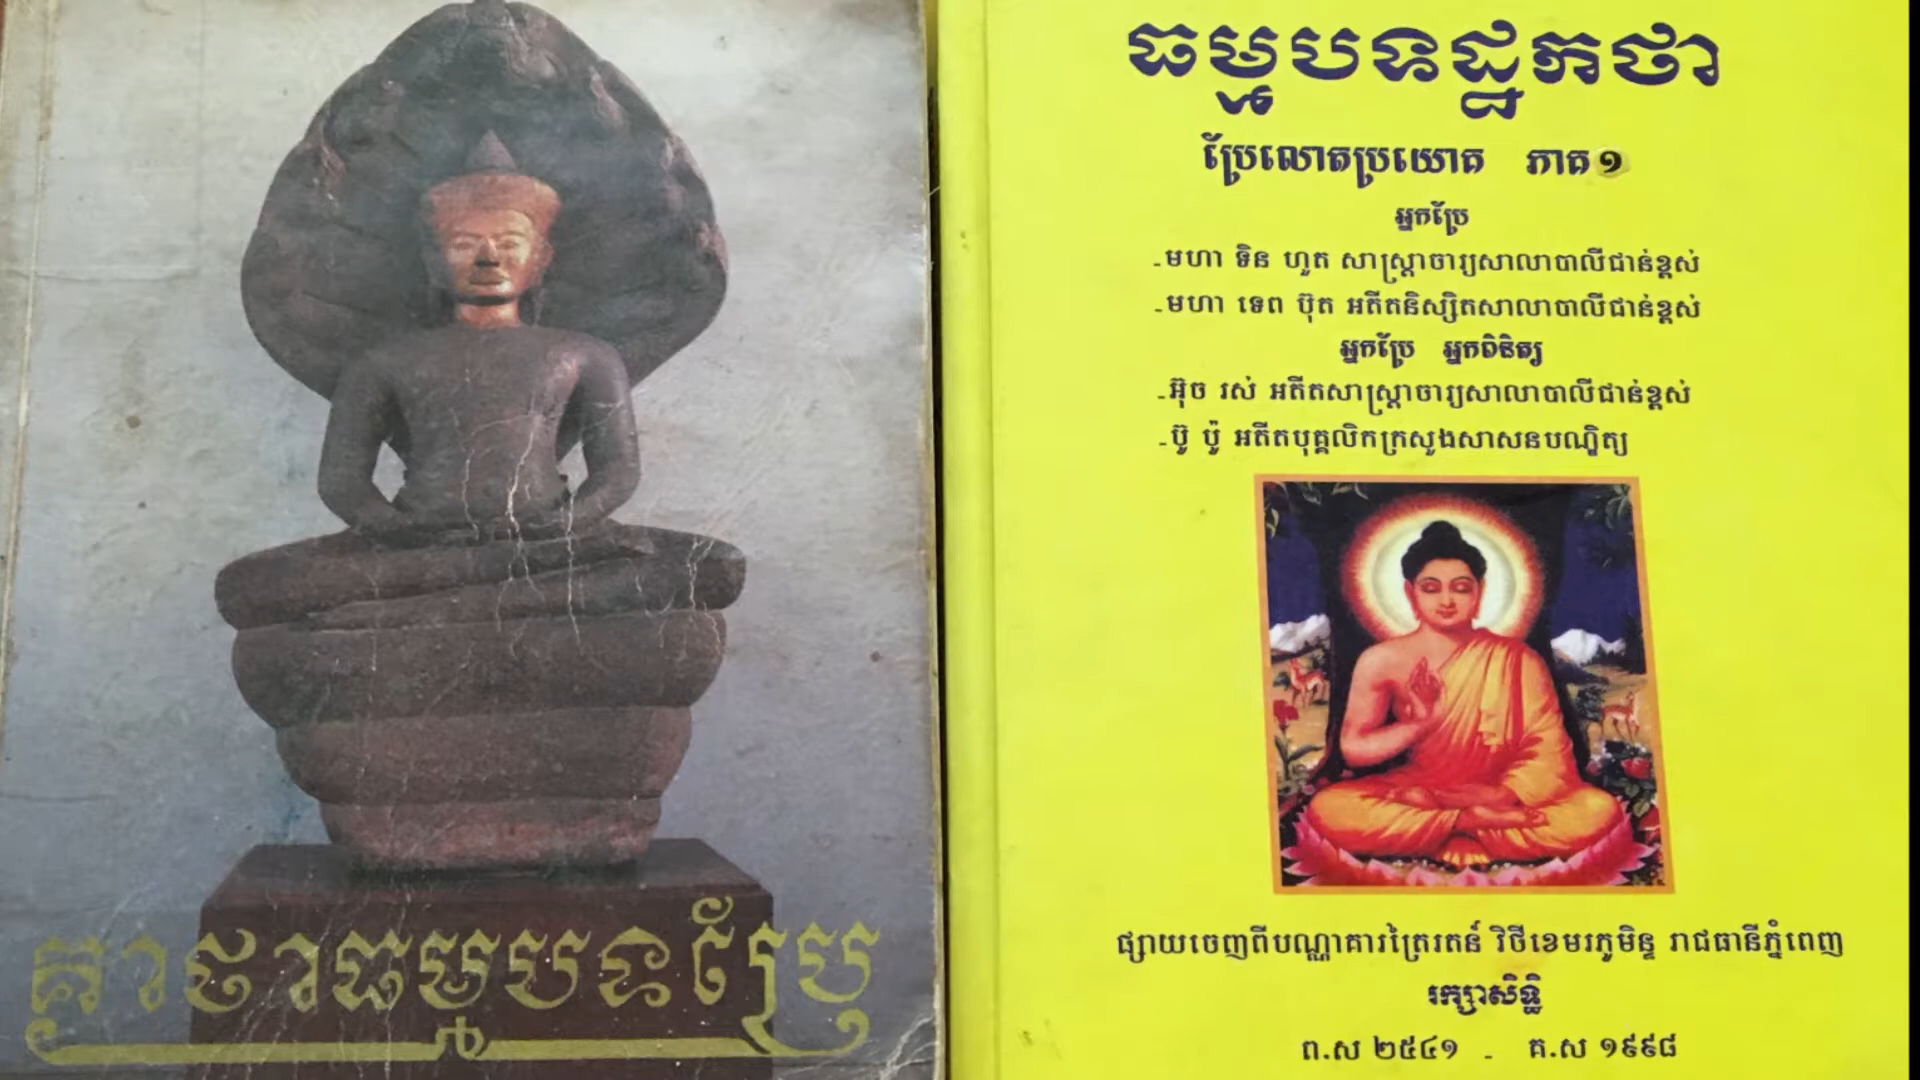 គាថាធម្មបទប្រែ
ធម្មបទដ្ឋកថា
ប្រែលោតប្រយោគ ភាគ ១
អ្នកប្រែ
-មហា ទិន ហួត សាស្ត្រាចារ្យសាលាបាលីជាន់ខ្ពស់
-មហា ទេព ប៊ុត អតីតនិស្សិតសាលាបាលីជាន់ខ្ពស់
អ្នកប្រែ អ្នកពិនិត្យ
-អ៊ុច រស់ អតីតសាស្ត្រាចារ្យសាលាបាលីជាន់ខ្ពស់
-ប៊ូ ប៉ូ អតីតបុគ្គលិកក្រសួងសាសនបណ្ឌិត្យ
ផ្សាយចេញពីបណ្ណាគារត្រៃរតន៍ វិថីខេមរភូមិន្ទ រាជធានីភ្នំពេញ
រក្សាសិទ្ធិ
ព.ស ២៥៤១ - គ.ស ១៩៩៨